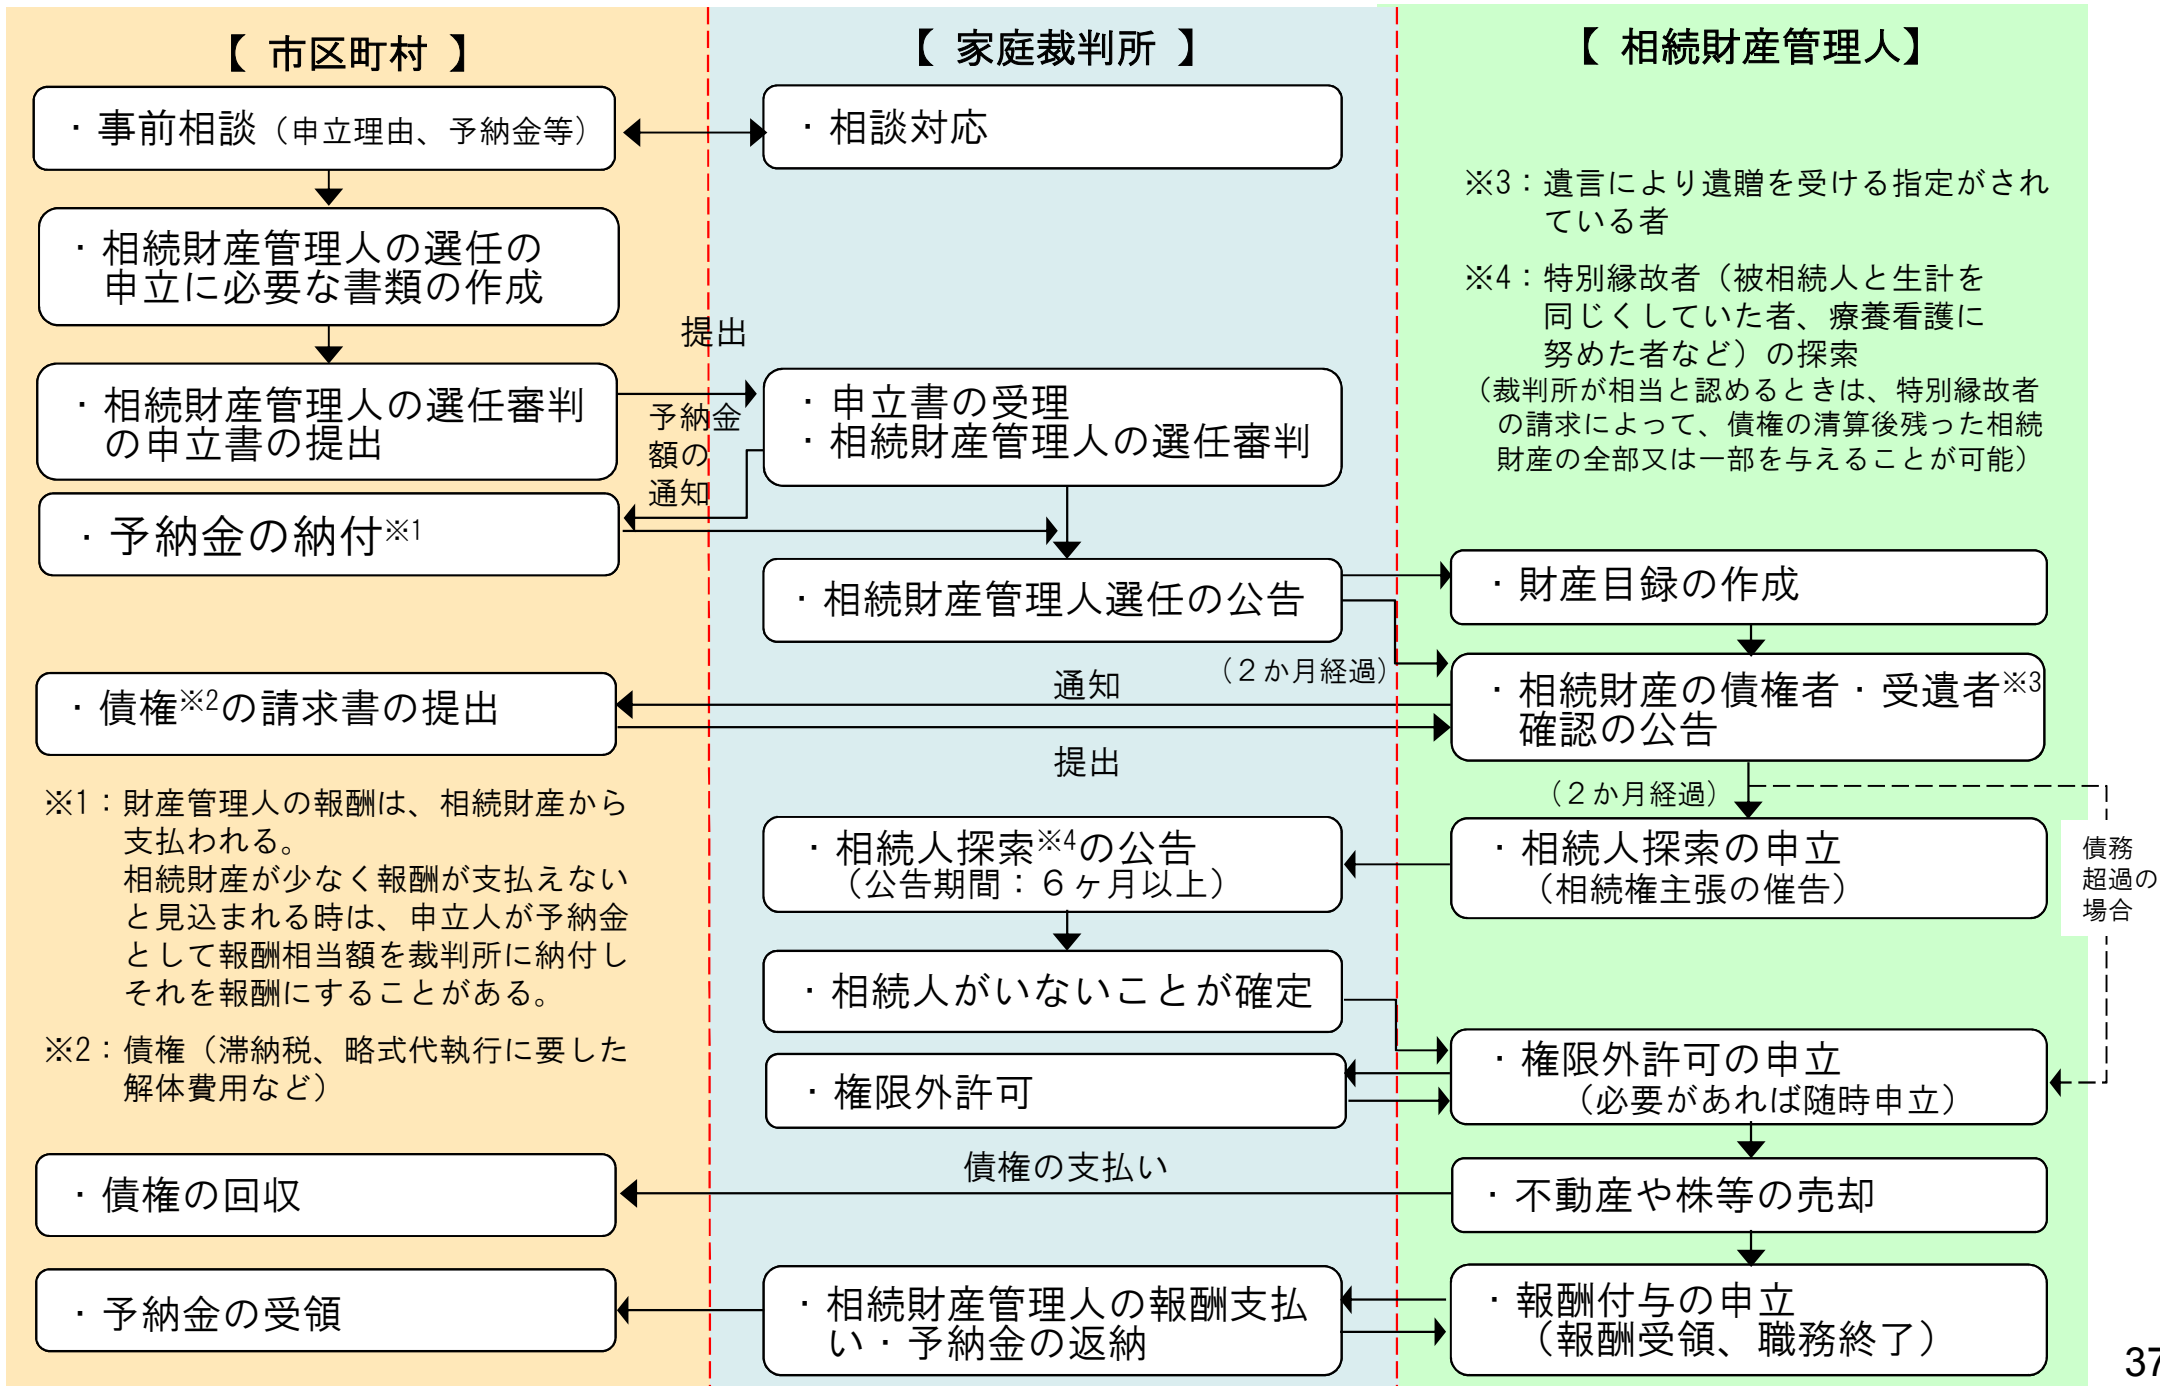 【 市区町村 】
・事前相談（申立理由、予納金等）
・相続財産管理人の選任の
申立に必要な書類の作成
・相続財産管理人の選任審判
の申立書の提出
・予納金の納付※1
・債権※2の請求書の提出
※1：財産管理人の報酬は、相続財産から
支払われる。
相続財産が少なく報酬が支払えない
と見込まれる時は、申立人が予納金
として報酬相当額を裁判所に納付し
それを報酬にすることがある。
※2：債権（滞納税、略式代執行に要した
解体費用など）
・債権の回収
・予納金の受領
提出
予納金
額の
通知
【 家庭裁判所 】
・相談対応
・申立書の受理
・相続財産管理人の選任審判
・相続財産管理人選任の公告
（２か月経過）
通知
提出
・相続人探索※4の公告
（公告期間：６ヶ月以上）
・相続人がいないことが確定
・権限外許可
債権の支払い
・相続財産管理人の報酬支払
い・予納金の返納
【 相続財産管理人】
※3：遺言により遺贈を受ける指定がされ
ている者
※4：特別縁故者（被相続人と生計を
同じくしていた者、療養看護に
努めた者など）の探索
（裁判所が相当と認めるときは、特別縁故者
の請求によって、債権の清算後残った相続
財産の全部又は一部を与えることが可能）
・財産目録の作成
・相続財産の債権者・受遺者※3
確認の公告
（２か月経過）
・相続人探索の申立
（相続権主張の催告）
債務
超過の
場合
・権限外許可の申立
（必要があれば随時申立）
・不動産や株等の売却
・報酬付与の申立
（報酬受領、職務終了）
37